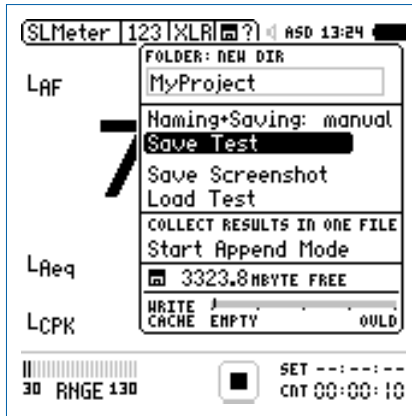 SLMeter 123 XLR ?) ASD 13:24
FOLDER: NEW DIR
LAF
MyProject
Naming+Saving: manual
7
Save Test
Save Screenshot
Load Test
COLLECT RESULTS IN ONE FILE
Start Append Mode
LAeq
3323.8 MBYTE FREE
WRITE
CACHE EMPTY OVLD
LCPK
SET --:--:--
30 RNGE 130
CNT 00:00:10